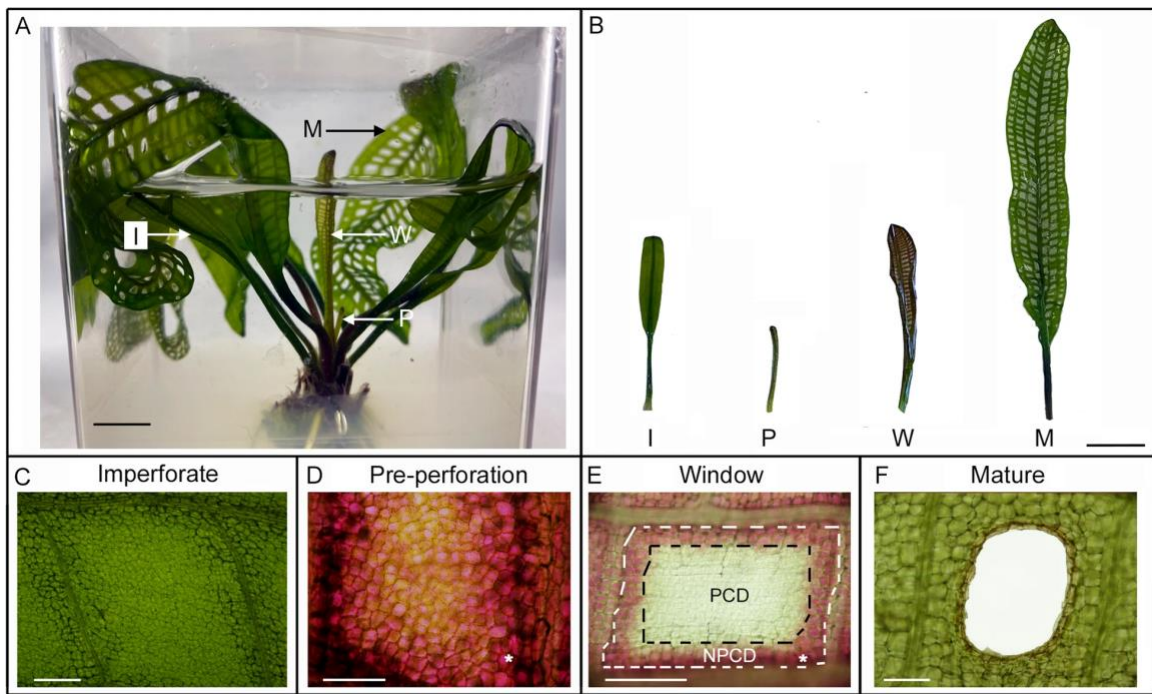 A
M
I
W
P
B
I P W M
C Imperforate
D Pre-perforation
*
E Window
PCD
NPCD
*
F Mature